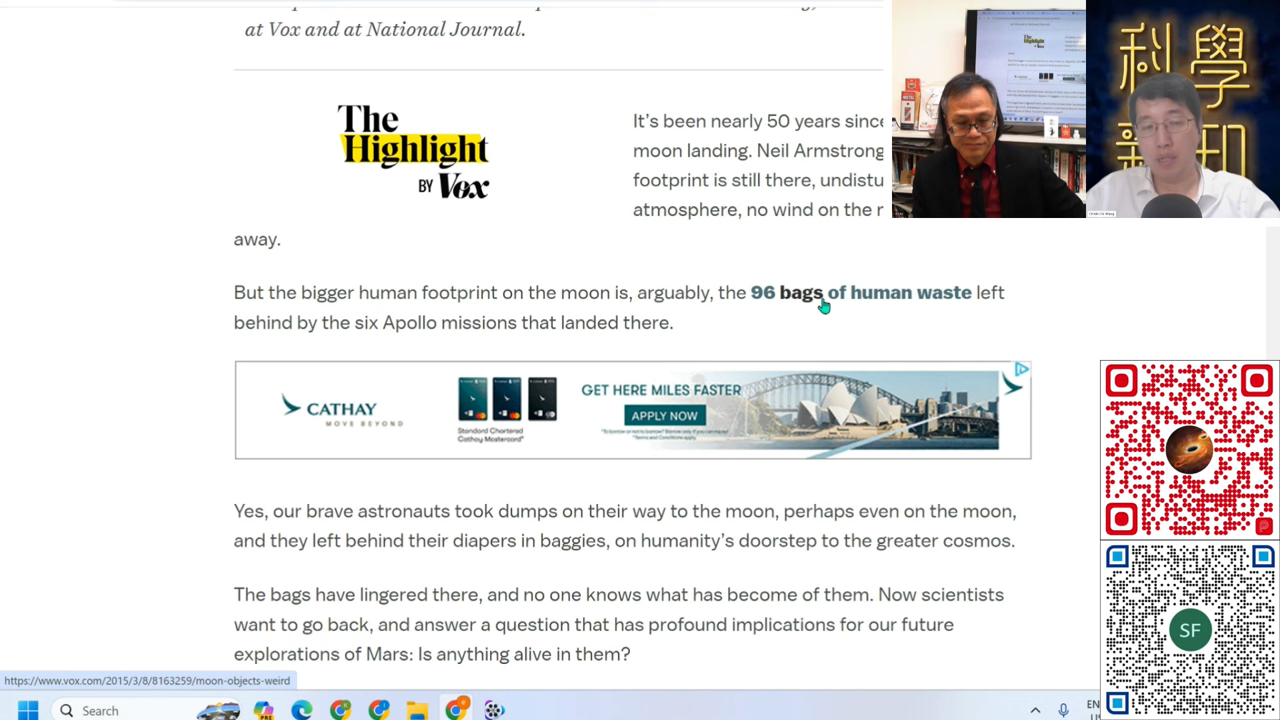 at Vox and at National Journal.
The
Highlight
BY Vox
It's been nearly 50 years since
moon landing. Neil Armstrong
footprint is still there, undistu
atmosphere, no wind on the
away.
But the bigger human footprint on the moon is, arguably, the 96 bags of human waste left
behind by the six Apollo missions that landed there.
CATHAY
MOVE BEYOND
Standard Chartered
Cathay Mastercard®
GET HERE MILES FASTER
APPLY NOW
Yes, our brave astronauts took dumps on their way to the moon, perhaps even on the moon,
and they left behind their diapers in baggies, on humanity's doorstep to the greater cosmos.
The bags have lingered there, and no one knows what has become of them. Now scientists
want to go back, and answer a question that has profound implications for our future
explorations of Mars: Is anything alive in them?
https://www.vox.com/2015/3/8/8163259/moon-objects-weird
Search
EN
科學
新知
SF